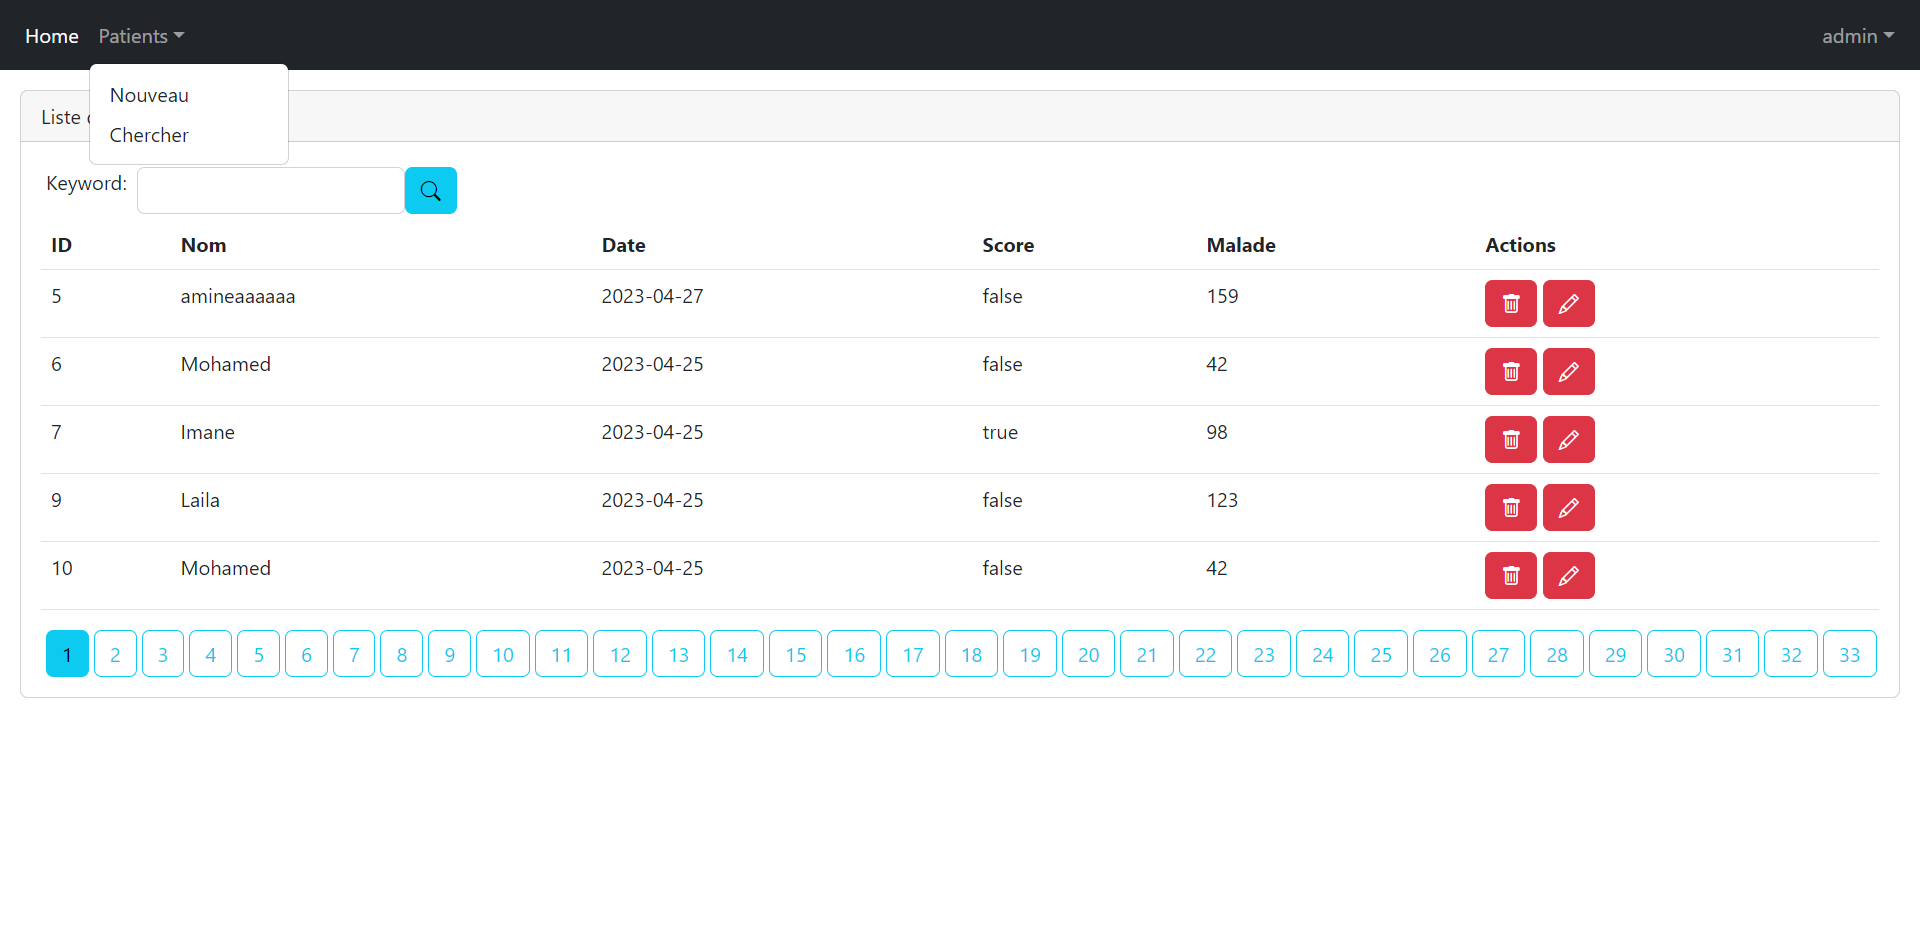 Home Patients admin
Nouveau
Chercher
Liste
Keyword:
ID Nom Date Score Malade Actions
5 amineaaaaaa 2023-04-27 false 159
6 Mohamed 2023-04-25 false 42
7 Imane 2023-04-25 true 98
9 Laila 2023-04-25 false 123
10 Mohamed 2023-04-25 false 42
1 2 3 4 5 6 7 8 9 10 11 12 13 14 15 16 17 18 19 20 21 22 23 24 25 26 27 28 29 30 31 32 33